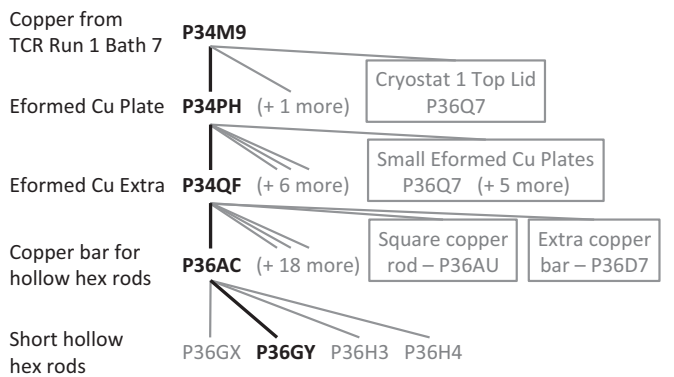 Copper from
TCR Run 1 Bath 7
P34M9
Cryostat 1 Top Lid
P36Q7
Eformed Cu Plate P34PH (+ 1 more)
Small Eformed Cu Plates
P36Q7 (+ 5 more)
Eformed Cu Extra P34QF (+ 6 more)
Square copper
rod – P36AU
Extra copper
bar – P36D7
Copper bar for
hollow hex rods
P36AC (+ 18 more)
Short hollow
hex rods
P36GX P36GY P36H3 P36H4